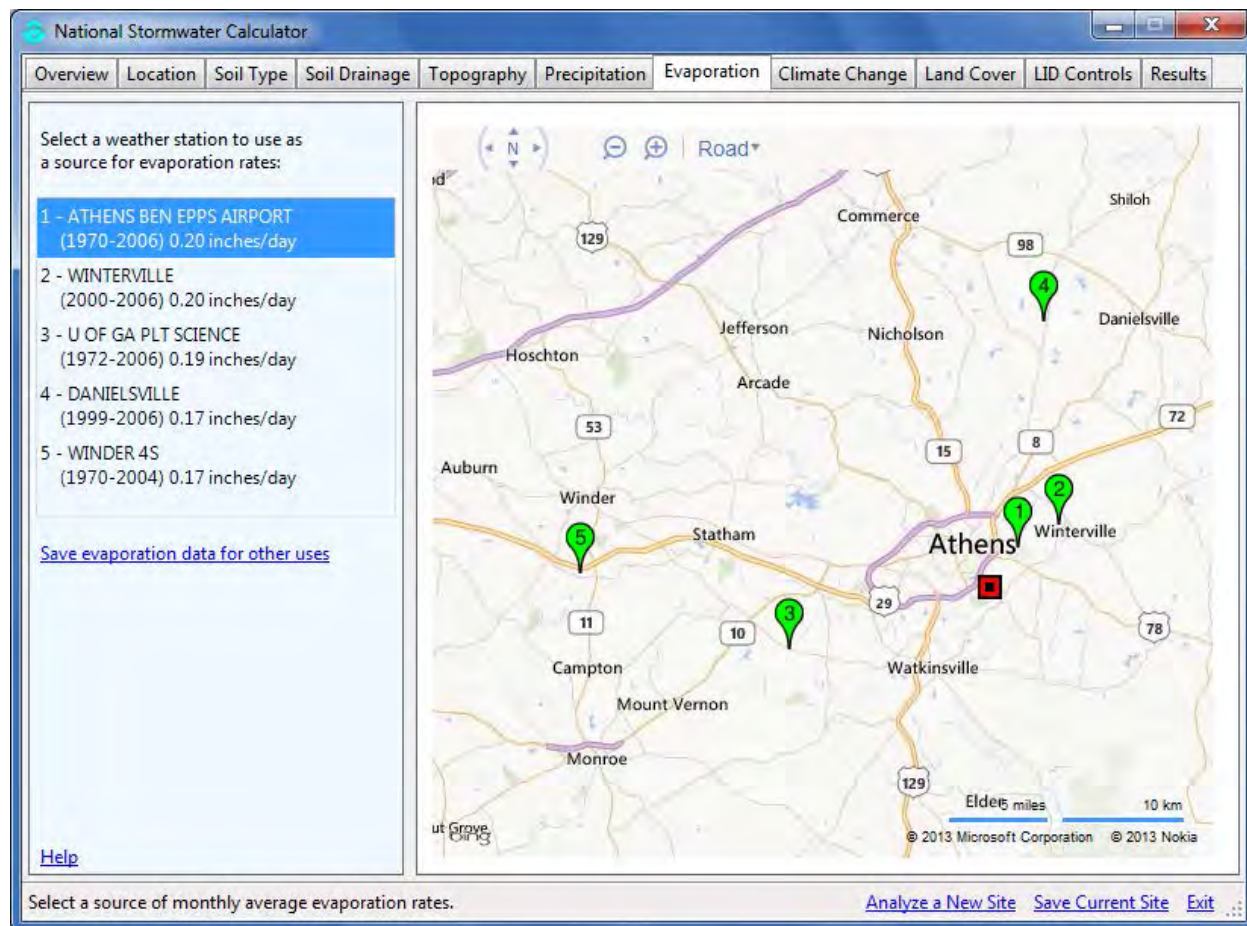 National Stormwater Calculator
Overview Location Soil Type Soil Drainage Topography Precipitation Evaporation Climate Change Land Cover LID Controls Results
Select a weather station to use as
a source for evaporation rates:
1 - ATHENS BEN EPPS AIRPORT
(1970-2006) 0.20 inches/day
2 - WINTERVILLE
(2000-2006) 0.20 inches/day
3 - U OF GA PLT SCIENCE
(1972-2006) 0.19 inches/day
4 - DANIELSVILLE
(1999-2006) 0.17 inches/day
5 - WINDER 4S
(1970-2004) 0.17 inches/day
Save evaporation data for other uses
Help
N Road
Shiloh
Commerce
129
98
4
Danielsville
Jefferson
Nicholson
Hoschton
Arcade
72
53
8
15
Auburn
Winder
2
1
Statham
Winterville
5
Athens
29
3
11
10
78
Campton
Watkinsville
Mount Vernon
Monroe
129
miles
10 km
ut Grove
bing
© 2013 Microsoft Corporation © 2013 Nokia
Select a source of monthly average evaporation rates.
Analyze a New Site Save Current Site Exit